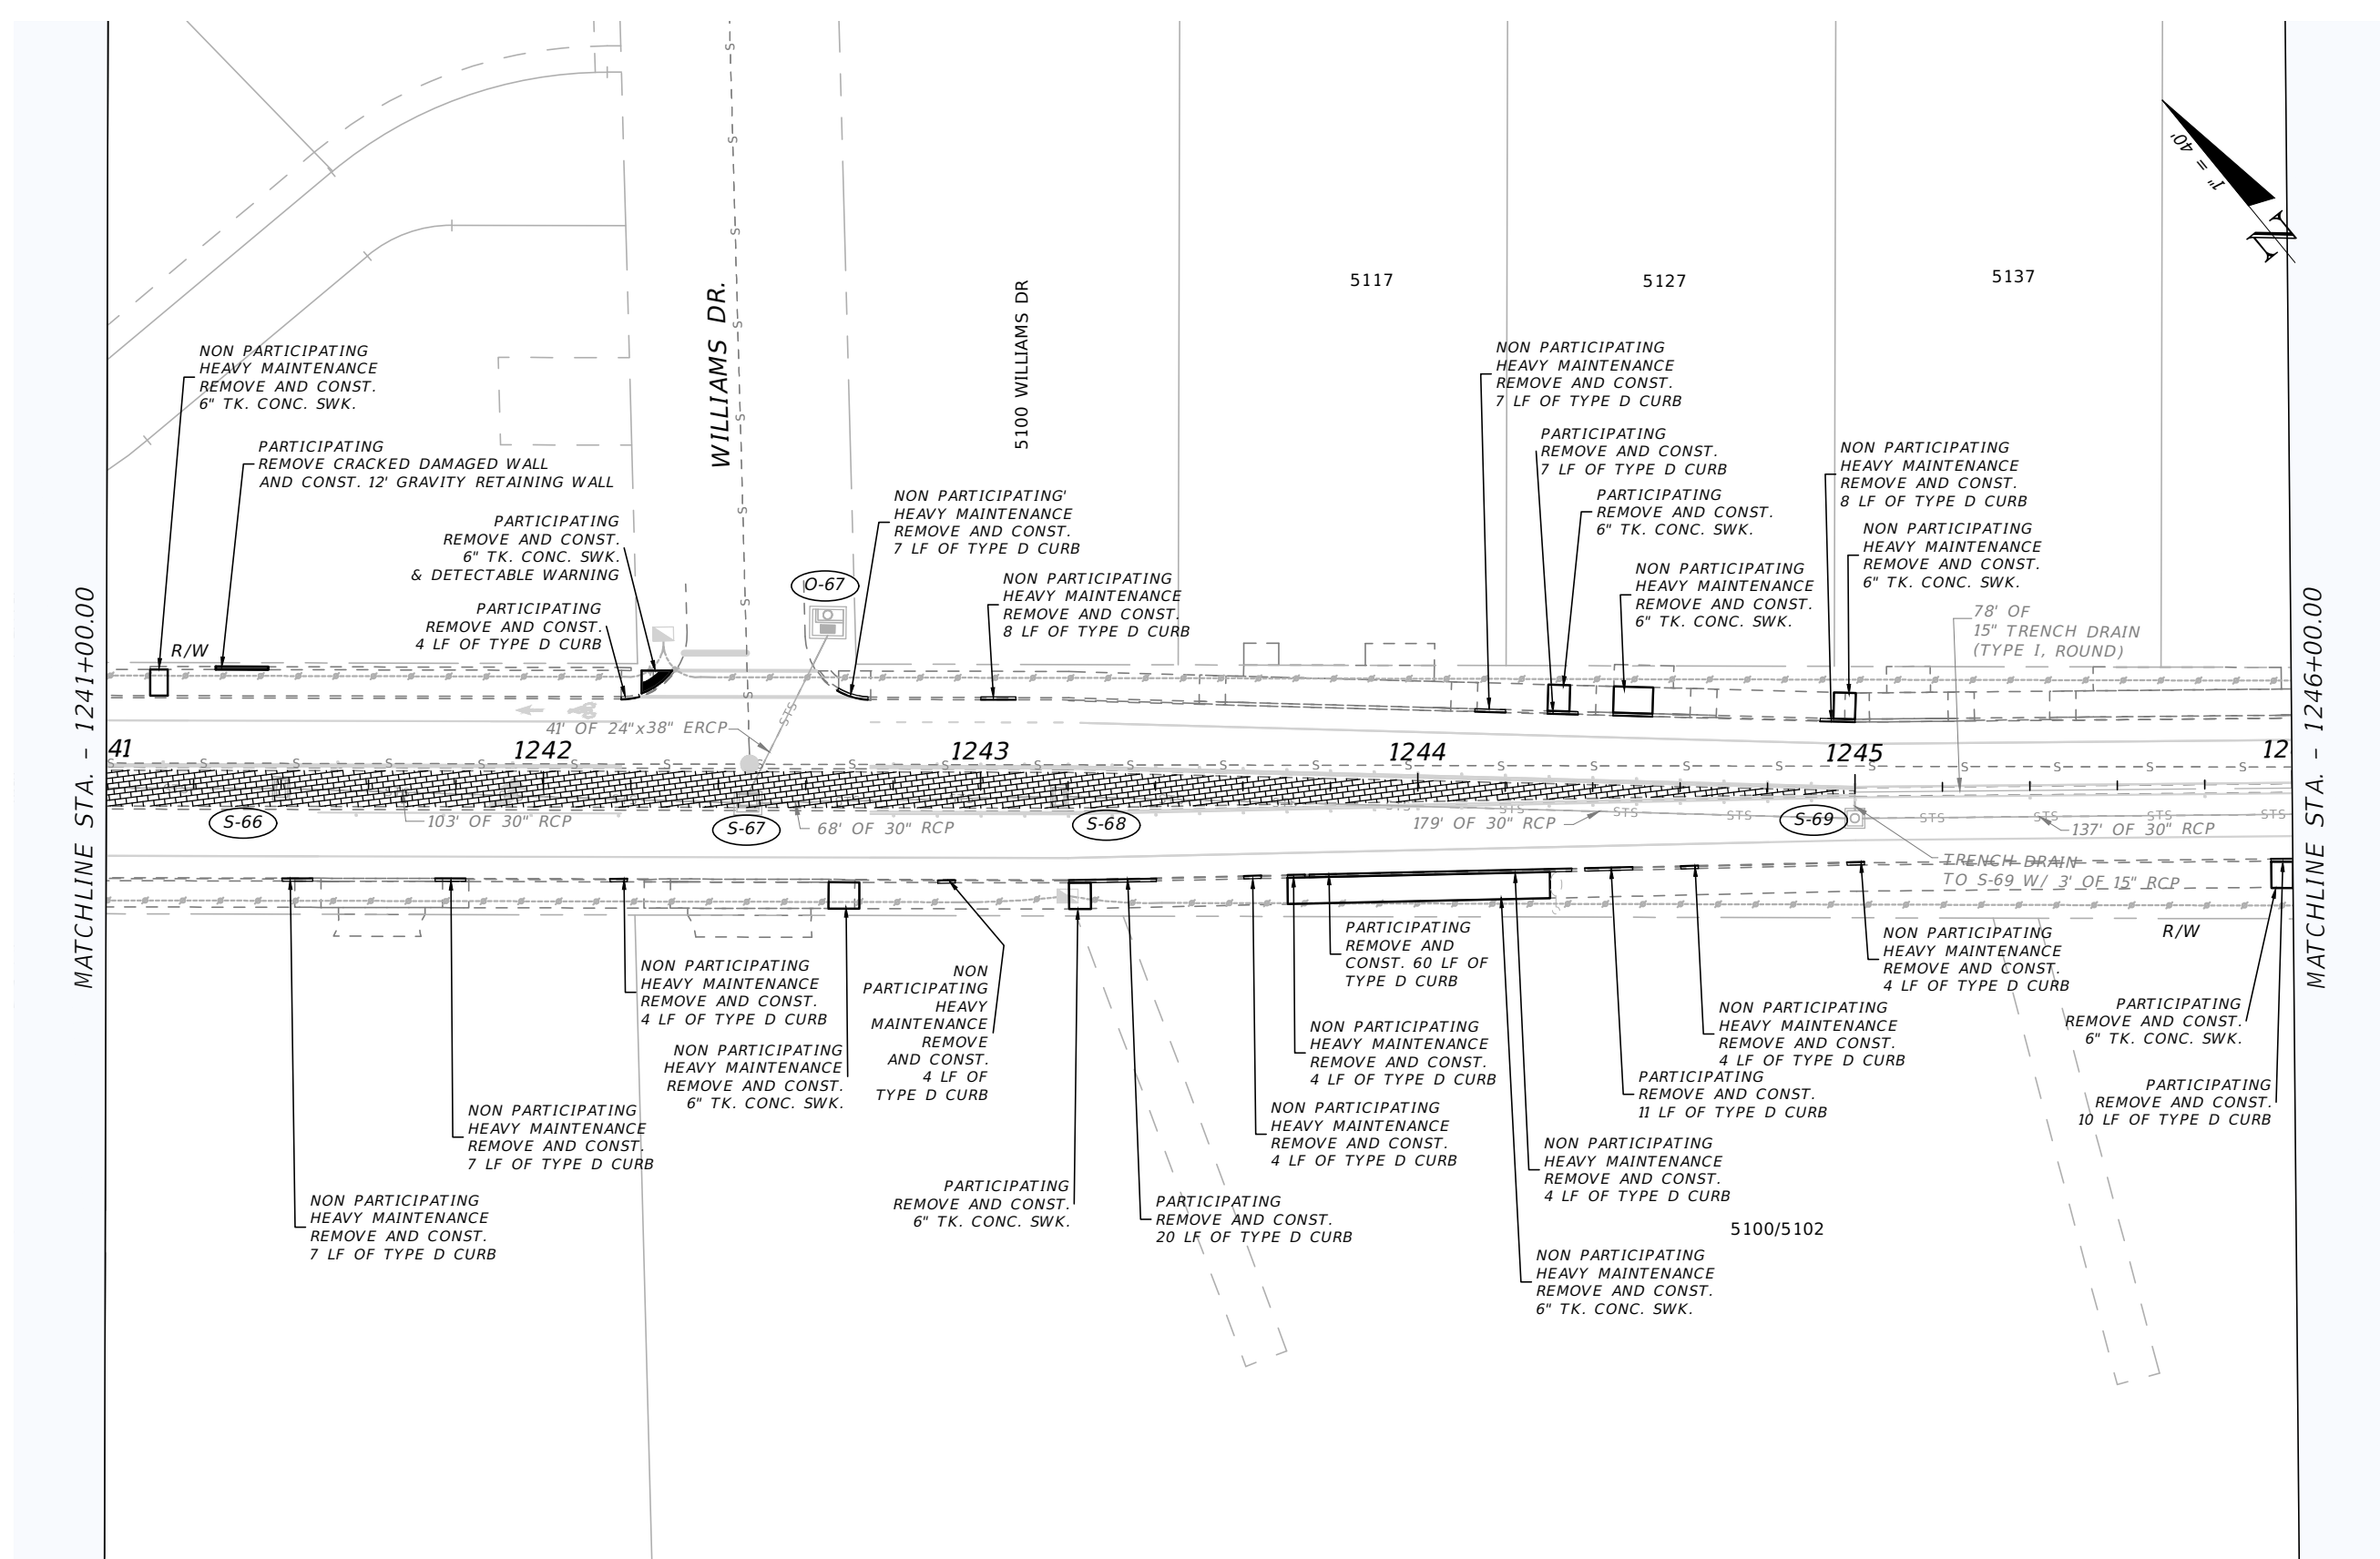 1" = 40'
N
5117
5127
5137
WILLIAMS DR.
5100 WILLIAMS DR
NON PARTICIPATING
HEAVY MAINTENANCE
REMOVE AND CONST.
6" TK. CONC. SWK.
PARTICIPATING
REMOVE CRACKED DAMAGED WALL
AND CONST. 12' GRAVITY RETAINING WALL
PARTICIPATING
REMOVE AND CONST.
6" TK. CONC. SWK.
& DETECTABLE WARNING
PARTICIPATING
REMOVE AND CONST.
4 LF OF TYPE D CURB
O-67
NON PARTICIPATING'
HEAVY MAINTENANCE
REMOVE AND CONST.
7 LF OF TYPE D CURB
NON PARTICIPATING
HEAVY MAINTENANCE
REMOVE AND CONST.
8 LF OF TYPE D CURB
NON PARTICIPATING
HEAVY MAINTENANCE
REMOVE AND CONST.
7 LF OF TYPE D CURB
PARTICIPATING
REMOVE AND CONST.
7 LF OF TYPE D CURB
PARTICIPATING
REMOVE AND CONST.
6" TK. CONC. SWK.
NON PARTICIPATING
HEAVY MAINTENANCE
REMOVE AND CONST.
6" TK. CONC. SWK.
NON PARTICIPATING
HEAVY MAINTENANCE
REMOVE AND CONST.
8 LF OF TYPE D CURB
NON PARTICIPATING
HEAVY MAINTENANCE
REMOVE AND CONST.
6" TK. CONC. SWK.
78' OF
15" TRENCH DRAIN
(TYPE I, ROUND)
MATCHLINE STA. - 1241+00.00
MATCHLINE STA. - 1246+00.00
R/W
41' OF 24"x38" ERCP
STS
41
1242
1243
1244
1245
12
S-66
103' OF 30" RCP
S-67
68' OF 30" RCP
S-68
179' OF 30" RCP
STS
STS
STS
S-69
STS
STS
STS
STS
137' OF 30" RCP
TRENCH DRAIN
TO S-69 W/ 3' OF 15" RCP
R/W
NON PARTICIPATING
HEAVY MAINTENANCE
REMOVE AND CONST.
4 LF OF TYPE D CURB
NON
PARTICIPATING
HEAVY
MAINTENANCE
REMOVE
AND CONST.
4 LF OF
TYPE D CURB
PARTICIPATING
REMOVE AND
CONST. 60 LF OF
TYPE D CURB
NON PARTICIPATING
HEAVY MAINTENANCE
REMOVE AND CONST.
4 LF OF TYPE D CURB
NON PARTICIPATING
HEAVY MAINTENANCE
REMOVE AND CONST.
4 LF OF TYPE D CURB
NON PARTICIPATING
HEAVY MAINTENANCE
REMOVE AND CONST.
4 LF OF TYPE D CURB
PARTICIPATING
REMOVE AND CONST.
6" TK. CONC. SWK.
NON PARTICIPATING
HEAVY MAINTENANCE
REMOVE AND CONST.
6" TK. CONC. SWK.
PARTICIPATING
REMOVE AND CONST.
11 LF OF TYPE D CURB
PARTICIPATING
REMOVE AND CONST.
10 LF OF TYPE D CURB
NON PARTICIPATING
HEAVY MAINTENANCE
REMOVE AND CONST.
7 LF OF TYPE D CURB
NON PARTICIPATING
HEAVY MAINTENANCE
REMOVE AND CONST.
4 LF OF TYPE D CURB
NON PARTICIPATING
HEAVY MAINTENANCE
REMOVE AND CONST.
4 LF OF TYPE D CURB
NON PARTICIPATING
HEAVY MAINTENANCE
REMOVE AND CONST.
7 LF OF TYPE D CURB
PARTICIPATING
REMOVE AND CONST.
6" TK. CONC. SWK.
PARTICIPATING
REMOVE AND CONST.
20 LF OF TYPE D CURB
5100/5102
NON PARTICIPATING
HEAVY MAINTENANCE
REMOVE AND CONST.
6" TK. CONC. SWK.